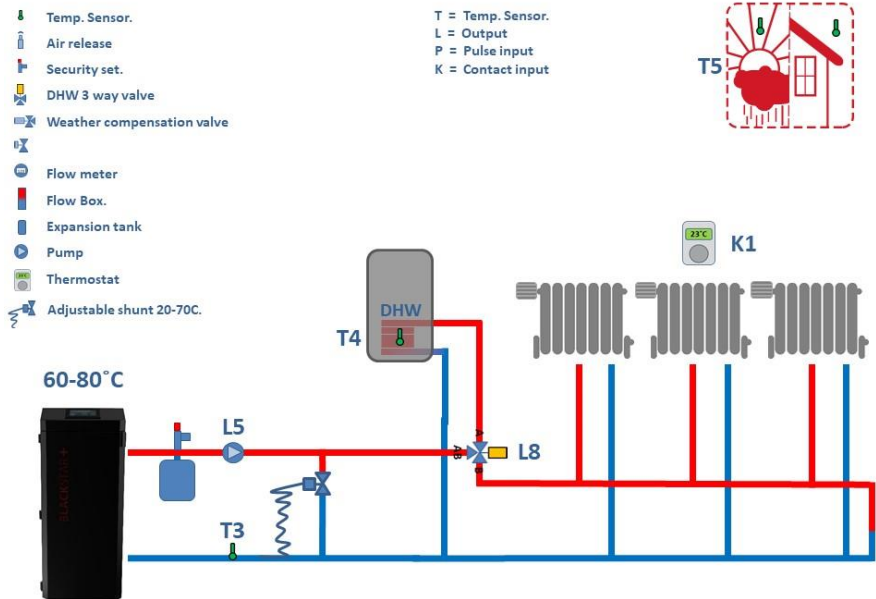 Temp. Sensor.
Air release
Security set.
DHW 3 way valve
Weather compensation valve
Flow meter
Flow Box.
Expansion tank
Pump
Thermostat
Adjustable shunt 20-70C.
T = Temp. Sensor.
L = Output
P = Pulse input
K = Contact input
T5
23°C
K1
DHW
T4
60-80°C
L5
A
AB
B
L8
T3
BLACKSTAR+